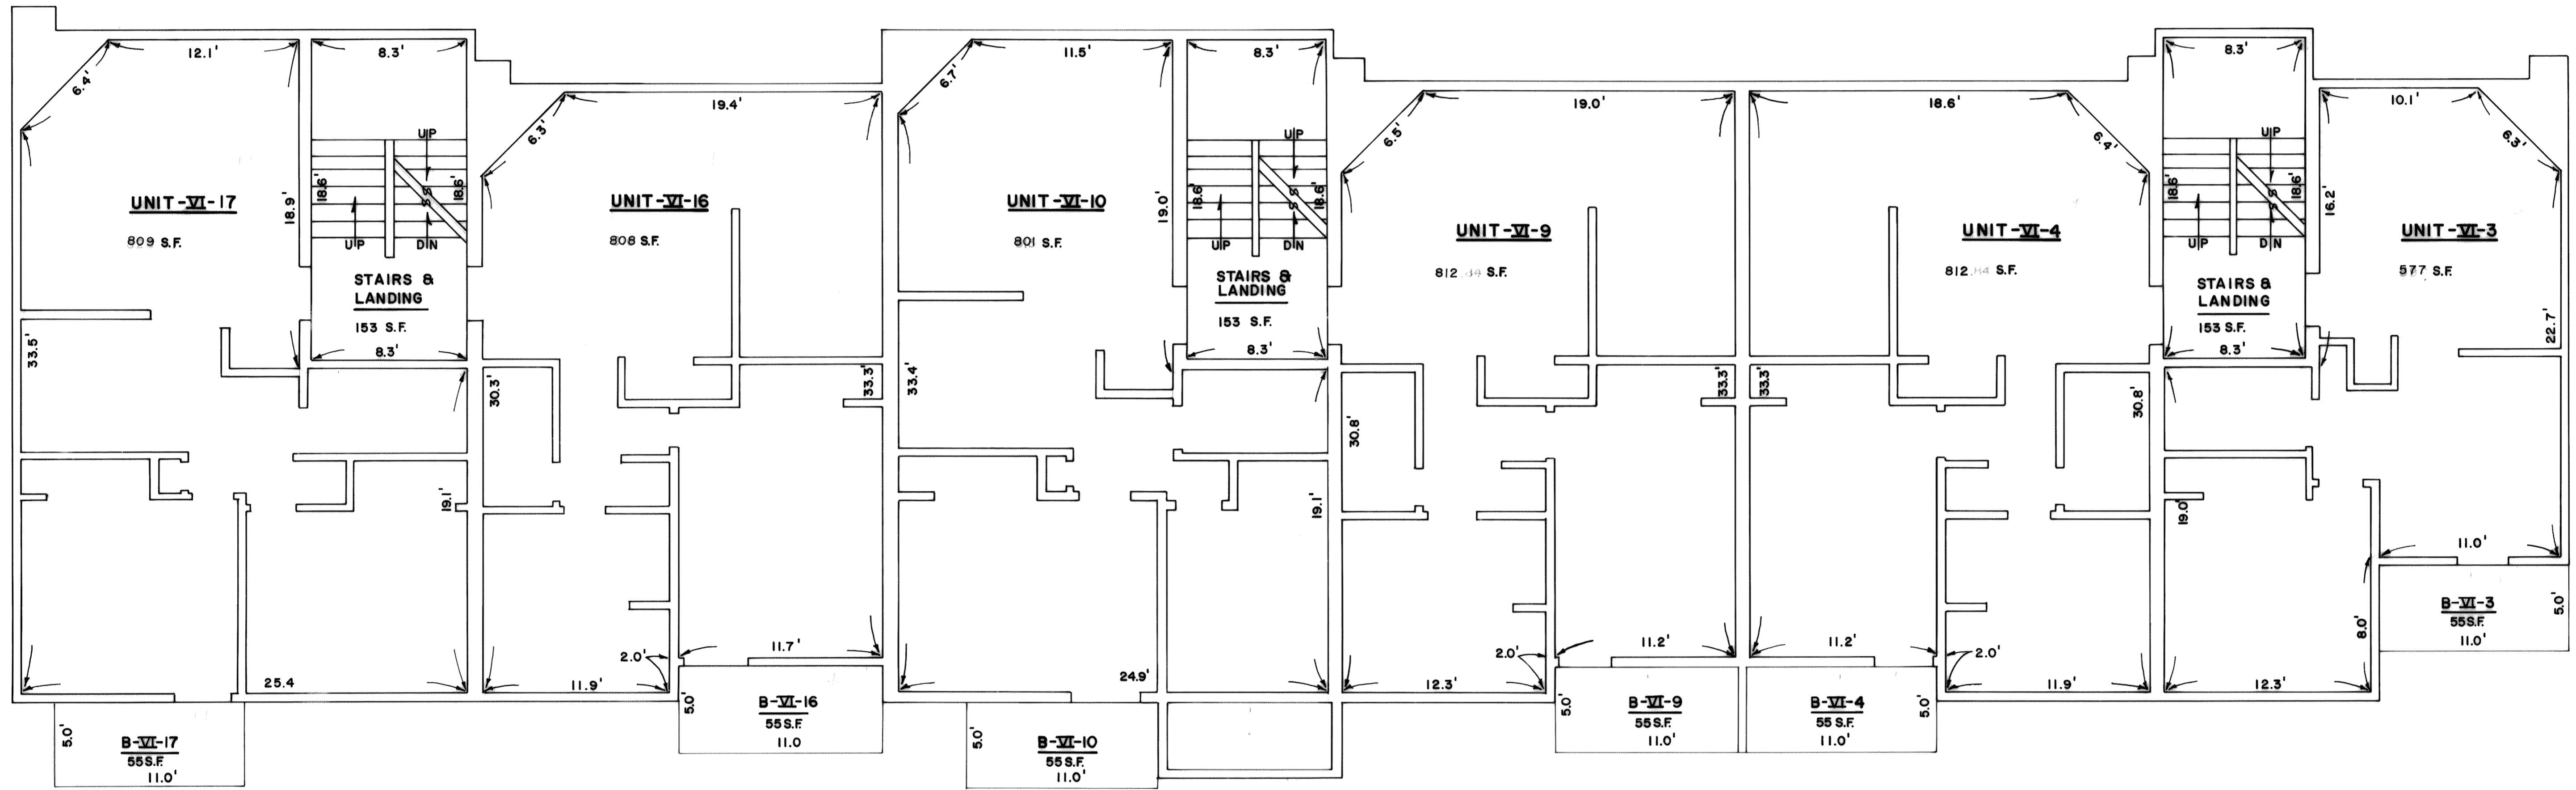 12.1'
6.4'
UNIT-VI-17
809 S.F.
18.9'
33.5'
19.1'
25.4
B-VI-17
55 S.F.
11.0'
5.0'
8.3'
UP
18.6'
18.6'
UP
DN
STAIRS &
LANDING
153 S.F.
8.3'
19.4'
6.3'
UNIT-VI-16
808 S.F.
30.3'
33.3'
11.7'
2.0'
11.9'
5.0'
B-VI-16
55 S.F.
11.0
11.5'
6.7'
UNIT-VI-10
801 S.F.
19.0'
33.4'
19.1'
24.9'
5.0'
B-VI-10
55 S.F.
11.0'
8.3'
UP
18.6'
18.6'
UP
DN
STAIRS &
LANDING
153 S.F.
8.3'
19.0'
6.5'
UNIT-VI-9
812.84 S.F.
33.3'
30.8'
11.2'
2.0'
12.3'
5.0'
B-VI-9
55 S.F.
11.0'
18.6'
6.4'
UNIT-VI-4
812.84 S.F.
33.3'
30.8'
11.2'
2.0'
11.9'
5.0'
B-VI-4
55 S.F.
11.0'
8.3'
UP
18.6'
18.6'
UP
DN
STAIRS &
LANDING
153 S.F.
8.3'
10.1'
6.3'
16.2'
UNIT-VI-3
577 S.F.
22.7'
19.0'
11.0'
8.0'
12.3'
B-VI-3
55 S.F.
11.0'
5.0'